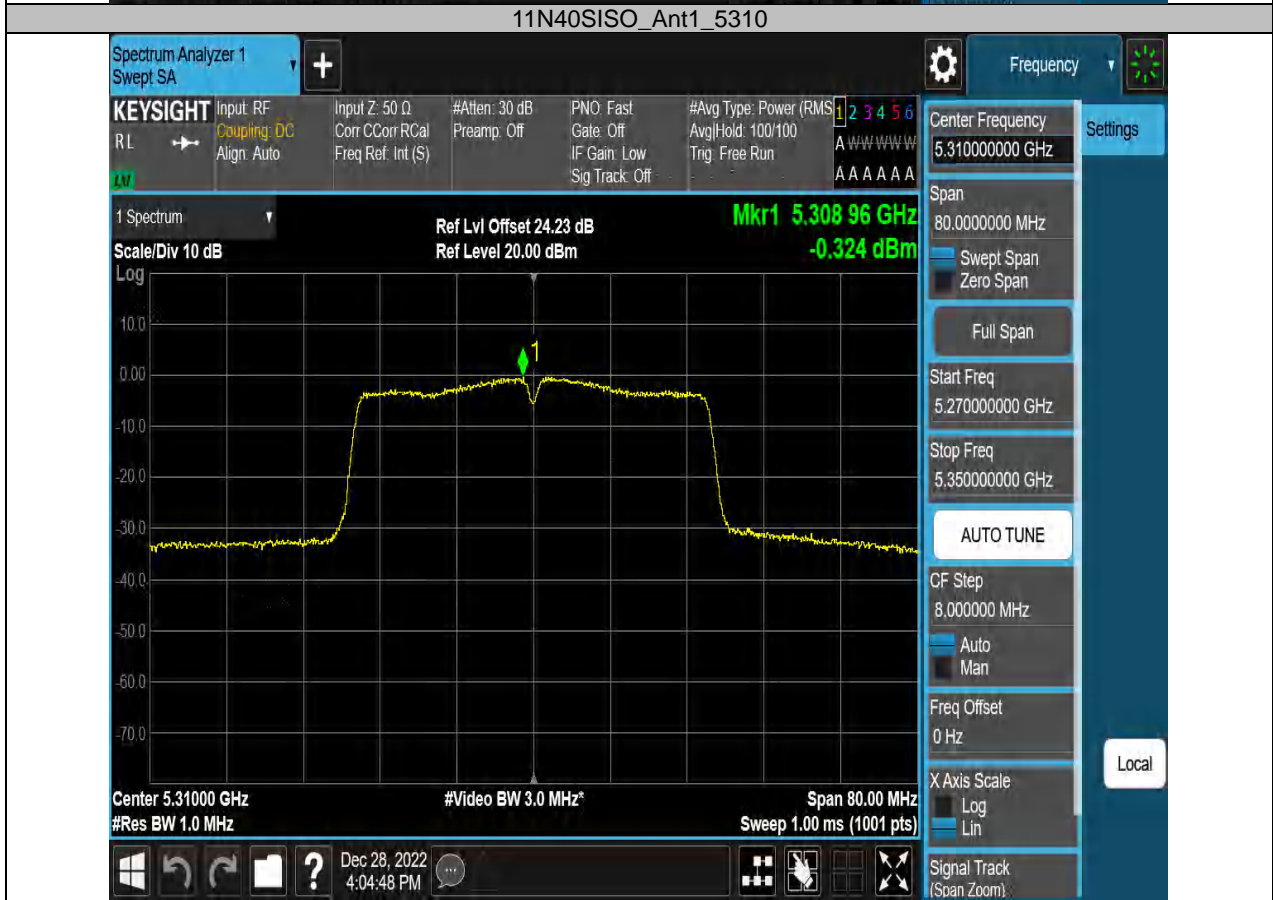 11N40SISO_Ant1_5310
Spectrum Analyzer 1
Swept SA
+
Frequency
KEYSIGHT
RL
Input: RF
Coupling: DC
Align: Auto
Input Z: 50 Ω
Corr CCorr RCal
Freq Ref: Int (S)
#Atten: 30 dB
Preamp: Off
PNO: Fast
Gate: Off
IF Gain: Low
Sig Track: Off
#Avg Type: Power (RMS
Avg|Hold: 100/100
Trig: Free Run
1 2 3 4 5 6
A W W W W W
A A A A A A
1 Spectrum
Scale/Div 10 dB
Ref Lvl Offset 24.23 dB
Ref Level 20.00 dBm
Mkr1 5.308 96 GHz
-0.324 dBm
Log
10.0
0.00
-10.0
-20.0
-30.0
-40.0
-50.0
-60.0
-70.0
1
Center 5.31000 GHz
#Res BW 1.0 MHz
#Video BW 3.0 MHz*
Span 80.00 MHz
Sweep 1.00 ms (1001 pts)
Center Frequency
5.310000000 GHz
Settings
Span
80.0000000 MHz
Swept Span
Zero Span
Full Span
Start Freq
5.270000000 GHz
Stop Freq
5.350000000 GHz
AUTO TUNE
CF Step
8.000000 MHz
Auto
Man
Freq Offset
0 Hz
X Axis Scale
Log
Lin
Local
Signal Track
(Span Zoom)
?
Dec 28, 2022
4:04:48 PM